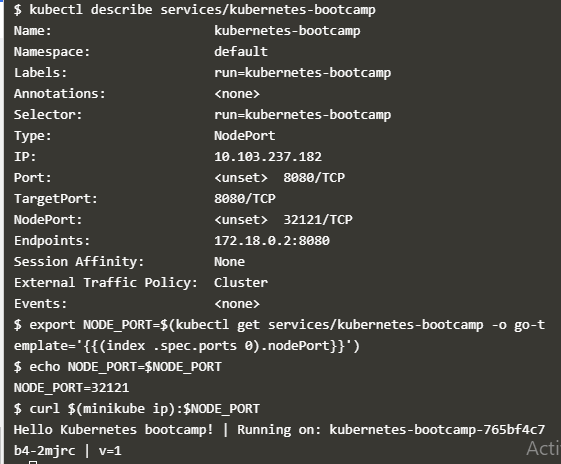 $ kubectl describe services/kubernetes-bootcamp
Name:                     kubernetes-bootcamp
Namespace:                default
Labels:                   run=kubernetes-bootcamp
Annotations:              <none>
Selector:                 run=kubernetes-bootcamp
Type:                     NodePort
IP:                       10.103.237.182
Port:                     <unset>  8080/TCP
TargetPort:               8080/TCP
NodePort:                 <unset>  32121/TCP
Endpoints:                172.18.0.2:8080
Session Affinity:         None
External Traffic Policy:  Cluster
Events:                   <none>
$ export NODE_PORT=$(kubectl get services/kubernetes-bootcamp -o go-t
emplate='{{(index .spec.ports 0).nodePort}}')
$ echo NODE_PORT=$NODE_PORT
NODE_PORT=32121
$ curl $(minikube ip):$NODE_PORT
Hello Kubernetes bootcamp! | Running on: kubernetes-bootcamp-765bf4c7
b4-2mjrc | v=1
Acti